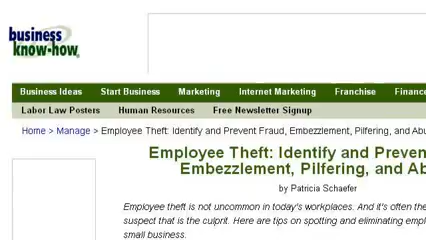 business
know-how
Business Ideas Start Business Marketing Internet Marketing Franchise Finance
Labor Law Posters Human Resources Free Newsletter Signup
Home > Manage > Employee Theft: Identify and Prevent Fraud, Embezzlement, Pilfering, and Abu
Employee Theft: Identify and Preven
Embezzlement, Pilfering, and Ab
by Patricia Schaefer
Employee theft is not uncommon in today's workplaces. And it's often the
suspect that is the culprit. Here are tips on spotting and eliminating employ
small business.